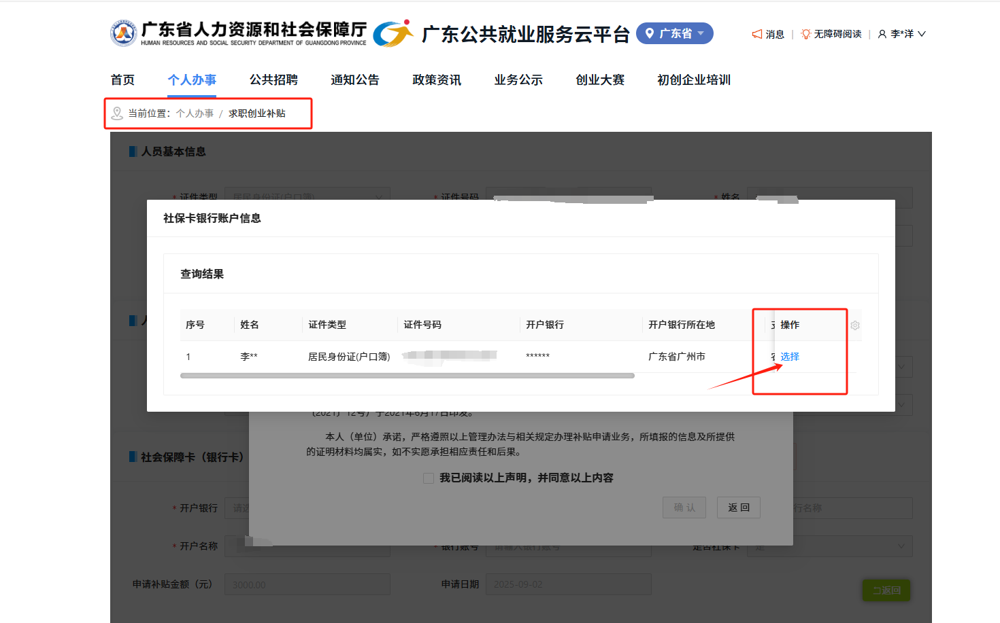 广东省人力资源和社会保障厅
HUMAN RESOURCES AND SOCIAL SECURITY DEPARTMENT OF GUANGDONG PROVINCE
广东公共就业服务云平台
广东省
消息 | 无障碍阅读 | 李*洋
首页 个人办事 公共招聘 通知公告 政策资讯 业务公示 创业大赛 初创企业培训
当前位置： 个人办事 / 求职创业补贴
人员基本信息
* 证件类型 居民身份证(户口簿) * 证件号码 * 姓名
社保卡银行账户信息
查询结果
序号 姓名 证件类型 证件号码 开户银行 开户银行所在地 操作
1 李** 居民身份证(户口簿) ****** 广东省广州市 选择
（2021）12号）于2021年6月17日印发。
本人（单位）承诺，严格遵照以上管理办法与相关规定办理补贴申请业务，所填报的信息及所提供
的证明材料均属实，如不实愿承担相应责任和后果。
社会保障卡（银行卡）
我已阅读以上声明，并同意以上内容
* 开户银行 请选 确认 返回 行名称
* 开户名称 * 银行账号 请输入银行账号 是否社保卡 是
申请补贴金额（元） 3000.00 申请日期 2025-09-02
返回